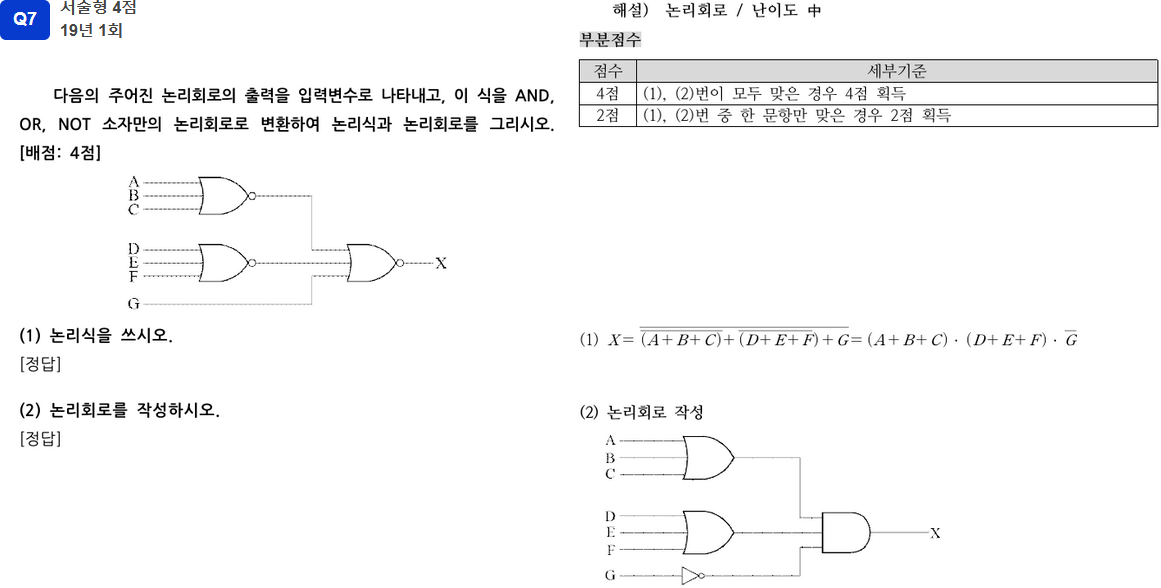 Q7
서술형 4점
19년 1회
다음의 주어진 논리회로의 출력을 입력변수로 나타내고, 이 식을 AND,
OR, NOT 소자만의 논리회로로 변환하여 논리식과 논리회로를 그리시오.
[배점: 4점]
A
B
C
D
E
F
G
X
(1) 논리식을 쓰시오.
[정답]
(2) 논리회로를 작성하시오.
[정답]
해설) 논리회로 / 난이도 中
부분점수
점수 세부기준
4점 (1), (2)번이 모두 맞은 경우 4점 획득
2점 (1), (2)번 중 한 문항만 맞은 경우 2점 획득
(1) X= \overline{\overline{(A+B+C)}+\overline{(D+E+F)}+G}= (A+B+C) · (D+E+F) · \overline{G}
(2) 논리회로 작성
A
B
C
D
E
F
G
X